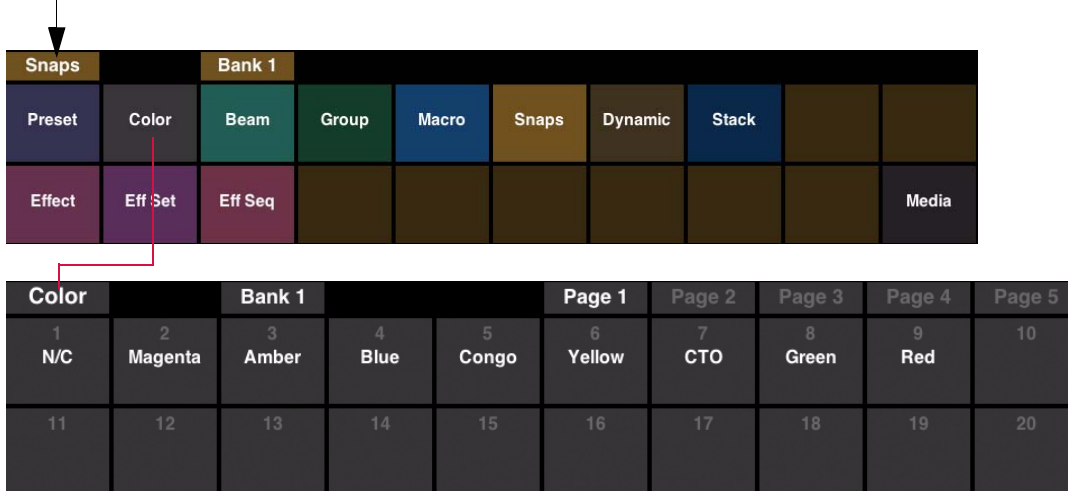 Snaps Bank 1
Preset Color Beam Group Macro Snaps Dynamic Stack
Effect Eff Set Eff Seq Media
Color Bank 1 Page 1 Page 2 Page 3 Page 4 Page 5
1 2 3 4 5 6 7 8 9 10
N/C Magenta Amber Blue Congo Yellow CTO Green Red
11 12 13 14 15 16 17 18 19 20